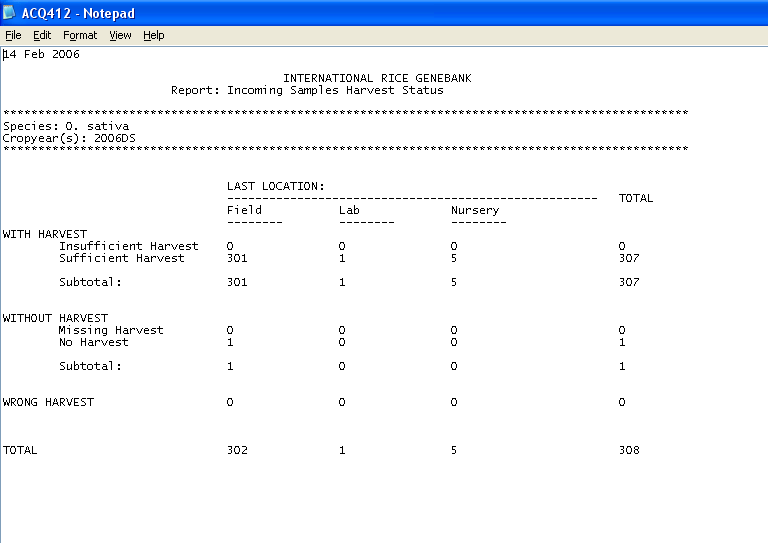 ACQ412 - Notepad
File Edit Format View Help
14 Feb 2006
INTERNATIONAL RICE GENEBANK
Report: Incoming Samples Harvest Status
**************************************************************************************************
Species: O. sativa
Cropyear(s): 2006DS
**************************************************************************************************
LAST LOCATION:
----------------------------------------------------- TOTAL
Field Lab Nursery
-------- -------- --------
WITH HARVEST
Insufficient Harvest 0 0 0 0
Sufficient Harvest 301 1 5 307
Subtotal: 301 1 5 307
WITHOUT HARVEST
Missing Harvest 0 0 0 0
No Harvest 1 0 0 1
Subtotal: 1 0 0 1
WRONG HARVEST 0 0 0 0
TOTAL 302 1 5 308